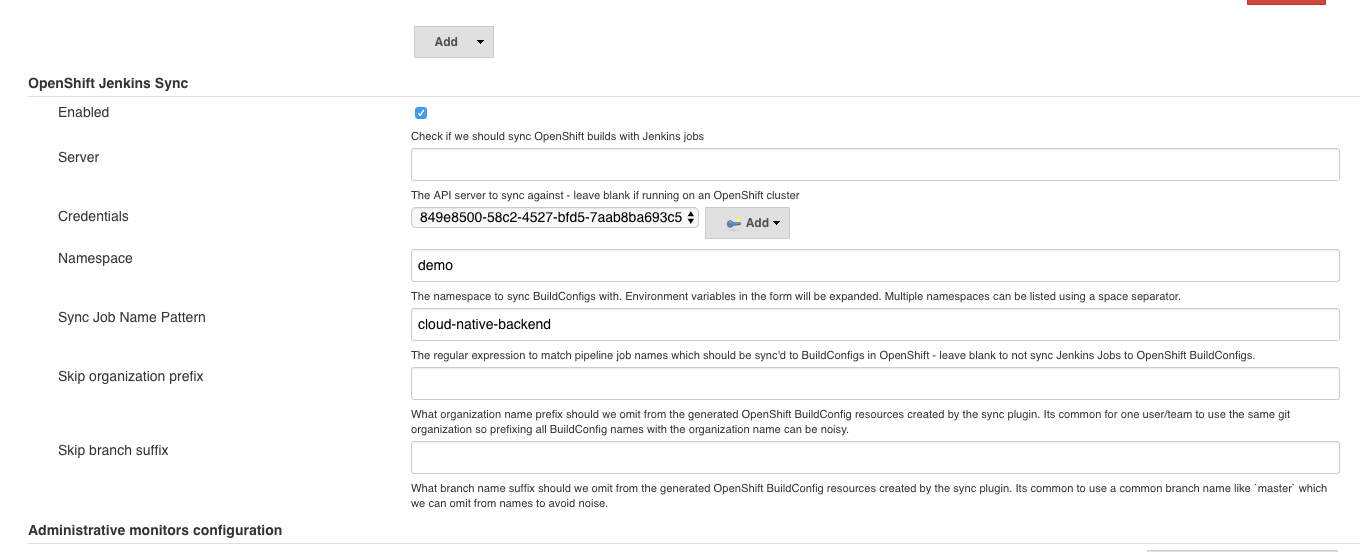 Add
OpenShift Jenkins Sync
Enabled
Check if we should sync OpenShift builds with Jenkins jobs
Server
The API server to sync against - leave blank if running on an OpenShift cluster
Credentials
849e8500-58c2-4527-bfd5-7aab8ba693c5
Add
Namespace
demo
The namespace to sync BuildConfigs with. Environment variables in the form will be expanded. Multiple namespaces can be listed using a space separator.
Sync Job Name Pattern
cloud-native-backend
The regular expression to match pipeline job names which should be sync'd to BuildConfigs in OpenShift - leave blank to not sync Jenkins Jobs to OpenShift BuildConfigs.
Skip organization prefix
What organization name prefix should we omit from the generated OpenShift BuildConfig resources created by the sync plugin. Its common for one user/team to use the same git
organization so prefixing all BuildConfig names with the organization name can be noisy.
Skip branch suffix
What branch name suffix should we omit from the generated OpenShift BuildConfig resources created by the sync plugin. Its common to use a common branch name like `master` which
we can omit from names to avoid noise.
Administrative monitors configuration